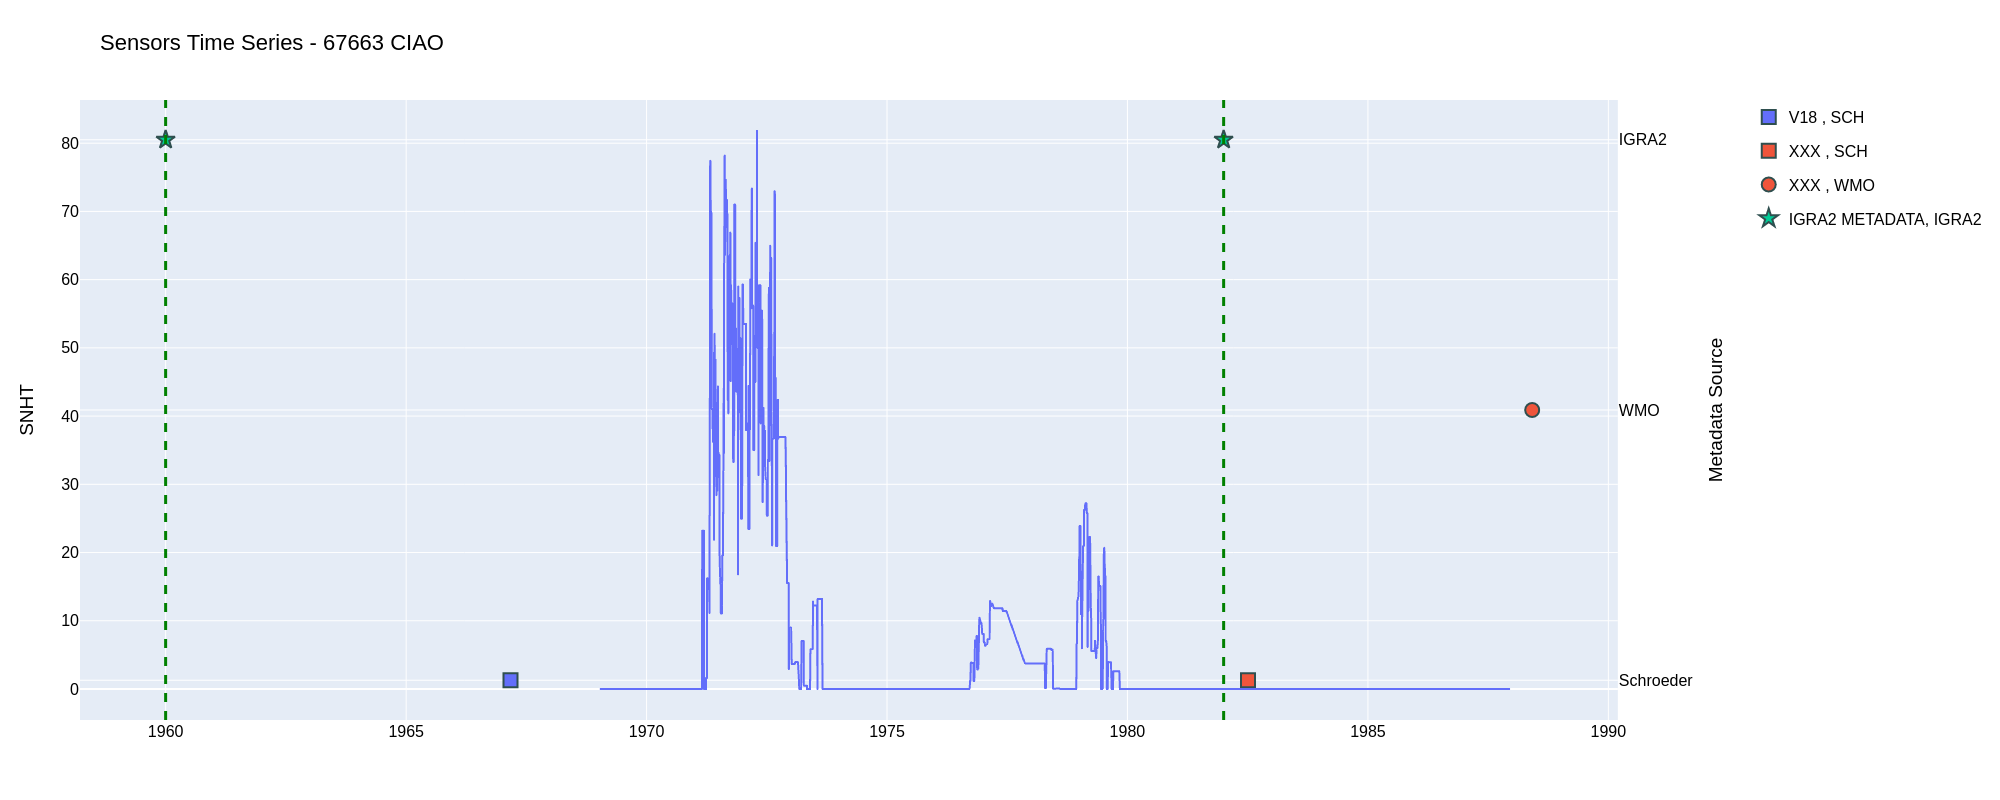 Sensors Time Series - 67663 CIAO
SNHT
80
70
60
50
40
30
20
10
0
1960
1965
1970
1975
1980
1985
1990
IGRA2
WMO
Schroeder
Metadata Source
V18 , SCH
XXX , SCH
XXX , WMO
IGRA2 METADATA, IGRA2